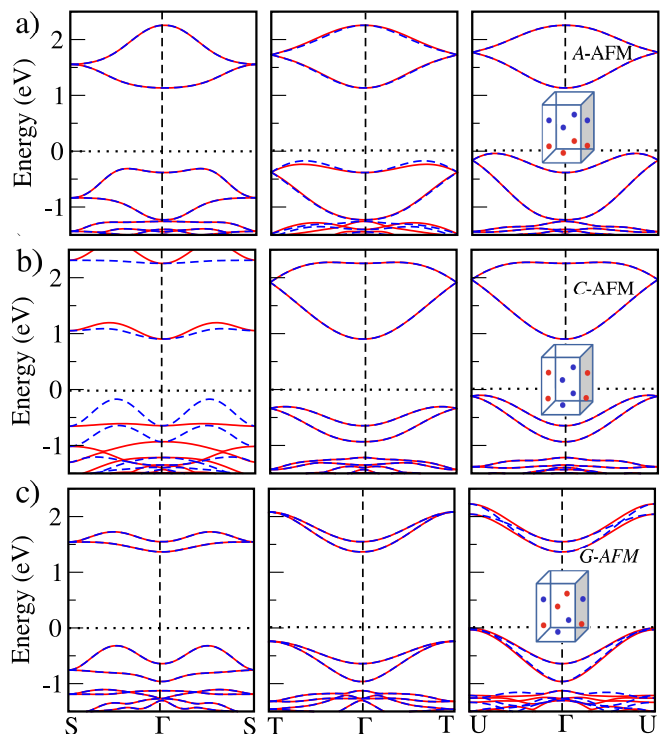 a)
Energy (eV)
2
1
0
-1
A-AFM
b)
Energy (eV)
2
1
0
-1
C-AFM
c)
Energy (eV)
2
1
0
-1
G-AFM
S Γ S T Γ T U Γ U